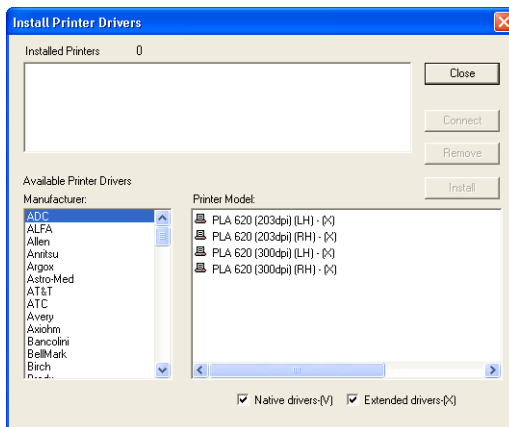 Install Printer Drivers
Installed Printers 0
Close
Connect
Remove
Install
Available Printer Drivers
Manufacturer:
ADC
ALFA
Allen
Anritsu
Argox
Astro-Med
AT&T
ATC
Avery
Axiohm
Bancolini
BellMark
Birch
Printer Model:
PLA 620 (203dpi) (LH) - (X)
PLA 620 (203dpi) (RH) - (X)
PLA 620 (300dpi) (LH) - (X)
PLA 620 (300dpi) (RH) - (X)
Native drivers-(V)
Extended drivers-(X)